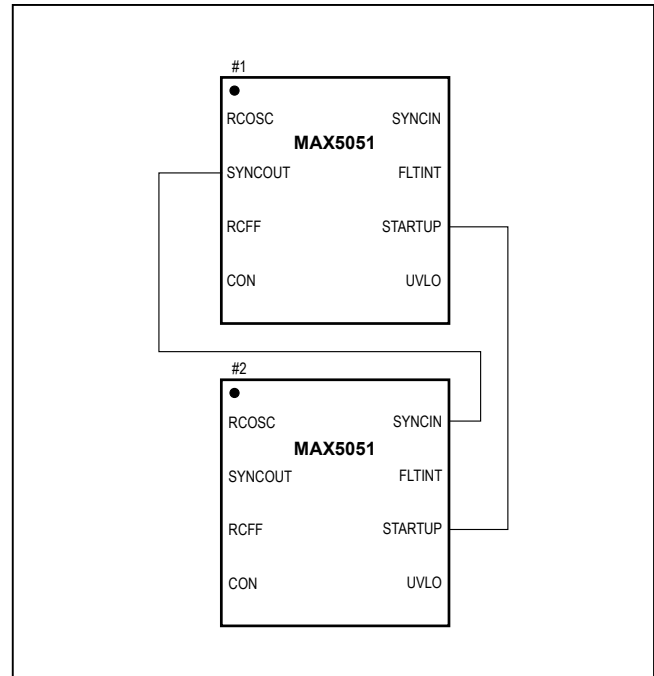 #1
RCOSC SYNCIN
MAX5051
SYNCOUT FLTINT
RCFF STARTUP
CON UVLO
#2
RCOSC SYNCIN
MAX5051
SYNCOUT FLTINT
RCFF STARTUP
CON UVLO